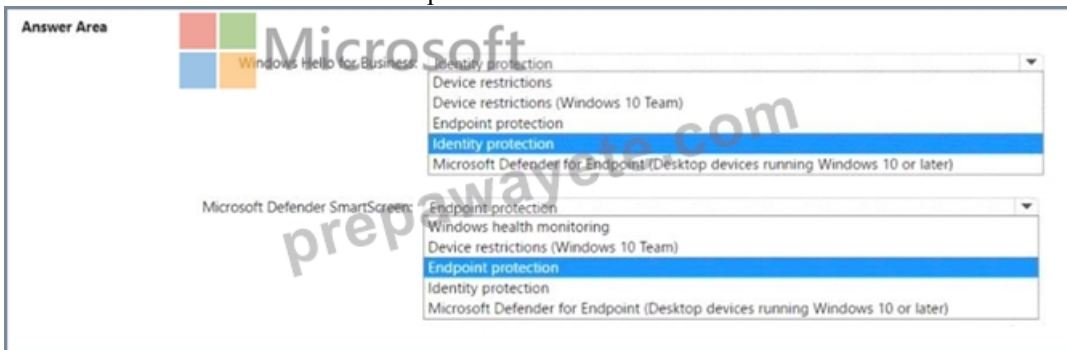 Answer Area
Microsoft
Windows Hello for Business: Identity protection
Device restrictions
Device restrictions (Windows 10 Team)
Endpoint protection
Identity protection
Microsoft Defender for Endpoint (Desktop devices running Windows 10 or later)
Microsoft Defender SmartScreen: Endpoint protection
Windows health monitoring
Device restrictions (Windows 10 Team)
Endpoint protection
Identity protection
Microsoft Defender for Endpoint (Desktop devices running Windows 10 or later)
prepawayete.com